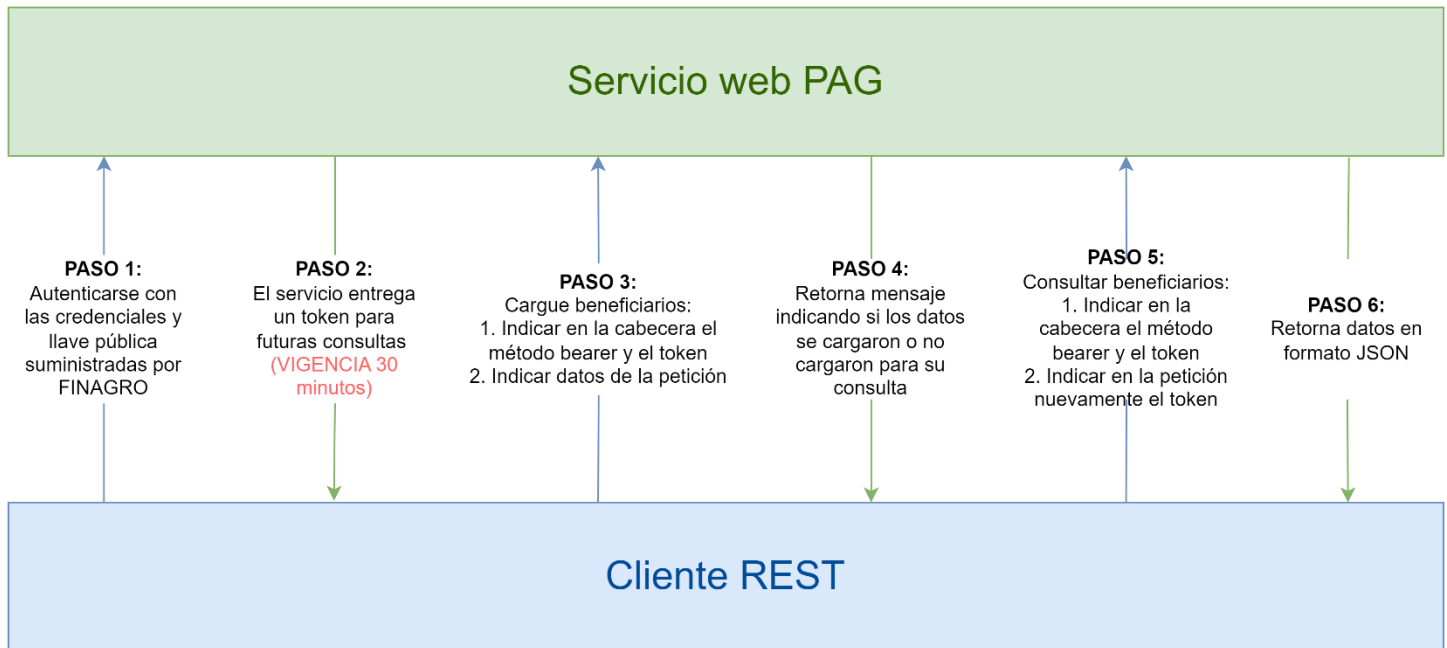 Servicio web PAG
PASO 1:
Autenticarse con
las credenciales y
llave pública
suministradas por
FINAGRO
PASO 2:
El servicio entrega
un token para
futuras consultas
(VIGENCIA 30
minutos)
PASO 3:
Cargue beneficiarios:
1. Indicar en la cabecera el
método bearer y el token
2. Indicar datos de la petición
PASO 4:
Retorna mensaje
indicando si los datos
se cargaron o no
cargaron para su
consulta
PASO 5:
Consultar beneficiarios:
1. Indicar en la
cabecera el método
bearer y el token
2. Indicar en la petición
nuevamente el token
PASO 6:
Retorna datos en
formato JSON
Cliente REST